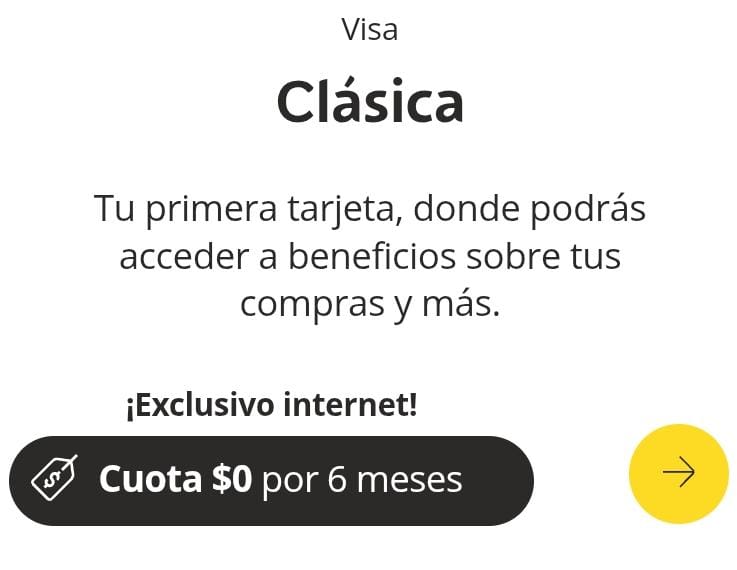 Visa
Clásica
Tu primera tarjeta, donde podrás
acceder a beneficios sobre tus
compras y más.
¡Exclusivo internet!
$ Cuota $0 por 6 meses